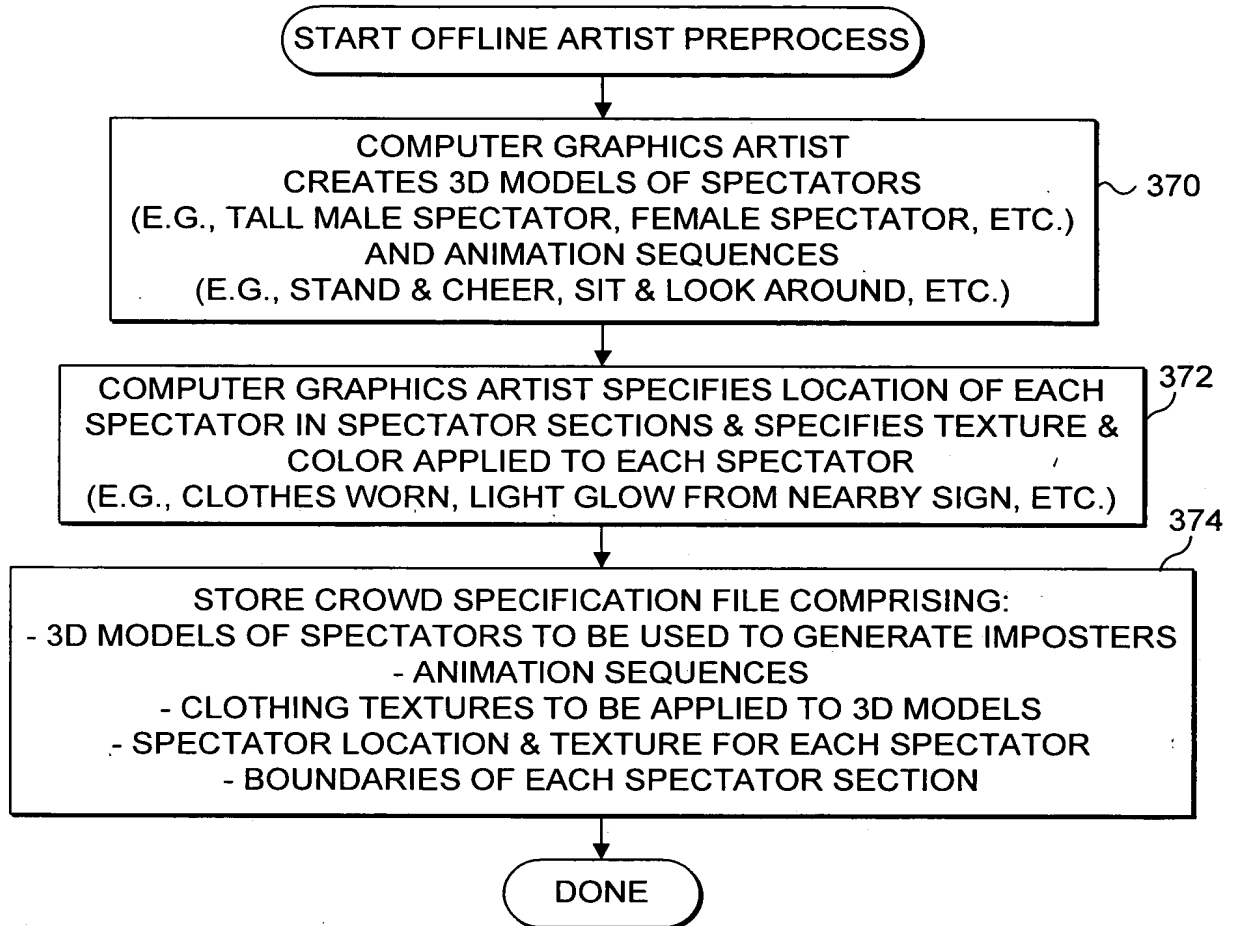 START OFFLINE ARTIST PREPROCESS
COMPUTER GRAPHICS ARTIST
CREATES 3D MODELS OF SPECTATORS
(E.G., TALL MALE SPECTATOR, FEMALE SPECTATOR, ETC.)
AND ANIMATION SEQUENCES
(E.G., STAND & CHEER, SIT & LOOK AROUND, ETC.)
370
COMPUTER GRAPHICS ARTIST SPECIFIES LOCATION OF EACH
SPECTATOR IN SPECTATOR SECTIONS & SPECIFIES TEXTURE &
COLOR APPLIED TO EACH SPECTATOR
(E.G., CLOTHES WORN, LIGHT GLOW FROM NEARBY SIGN, ETC.)
372
374
STORE CROWD SPECIFICATION FILE COMPRISING:
- 3D MODELS OF SPECTATORS TO BE USED TO GENERATE IMPOSTERS
- ANIMATION SEQUENCES
- CLOTHING TEXTURES TO BE APPLIED TO 3D MODELS
- SPECTATOR LOCATION & TEXTURE FOR EACH SPECTATOR
- BOUNDARIES OF EACH SPECTATOR SECTION
DONE